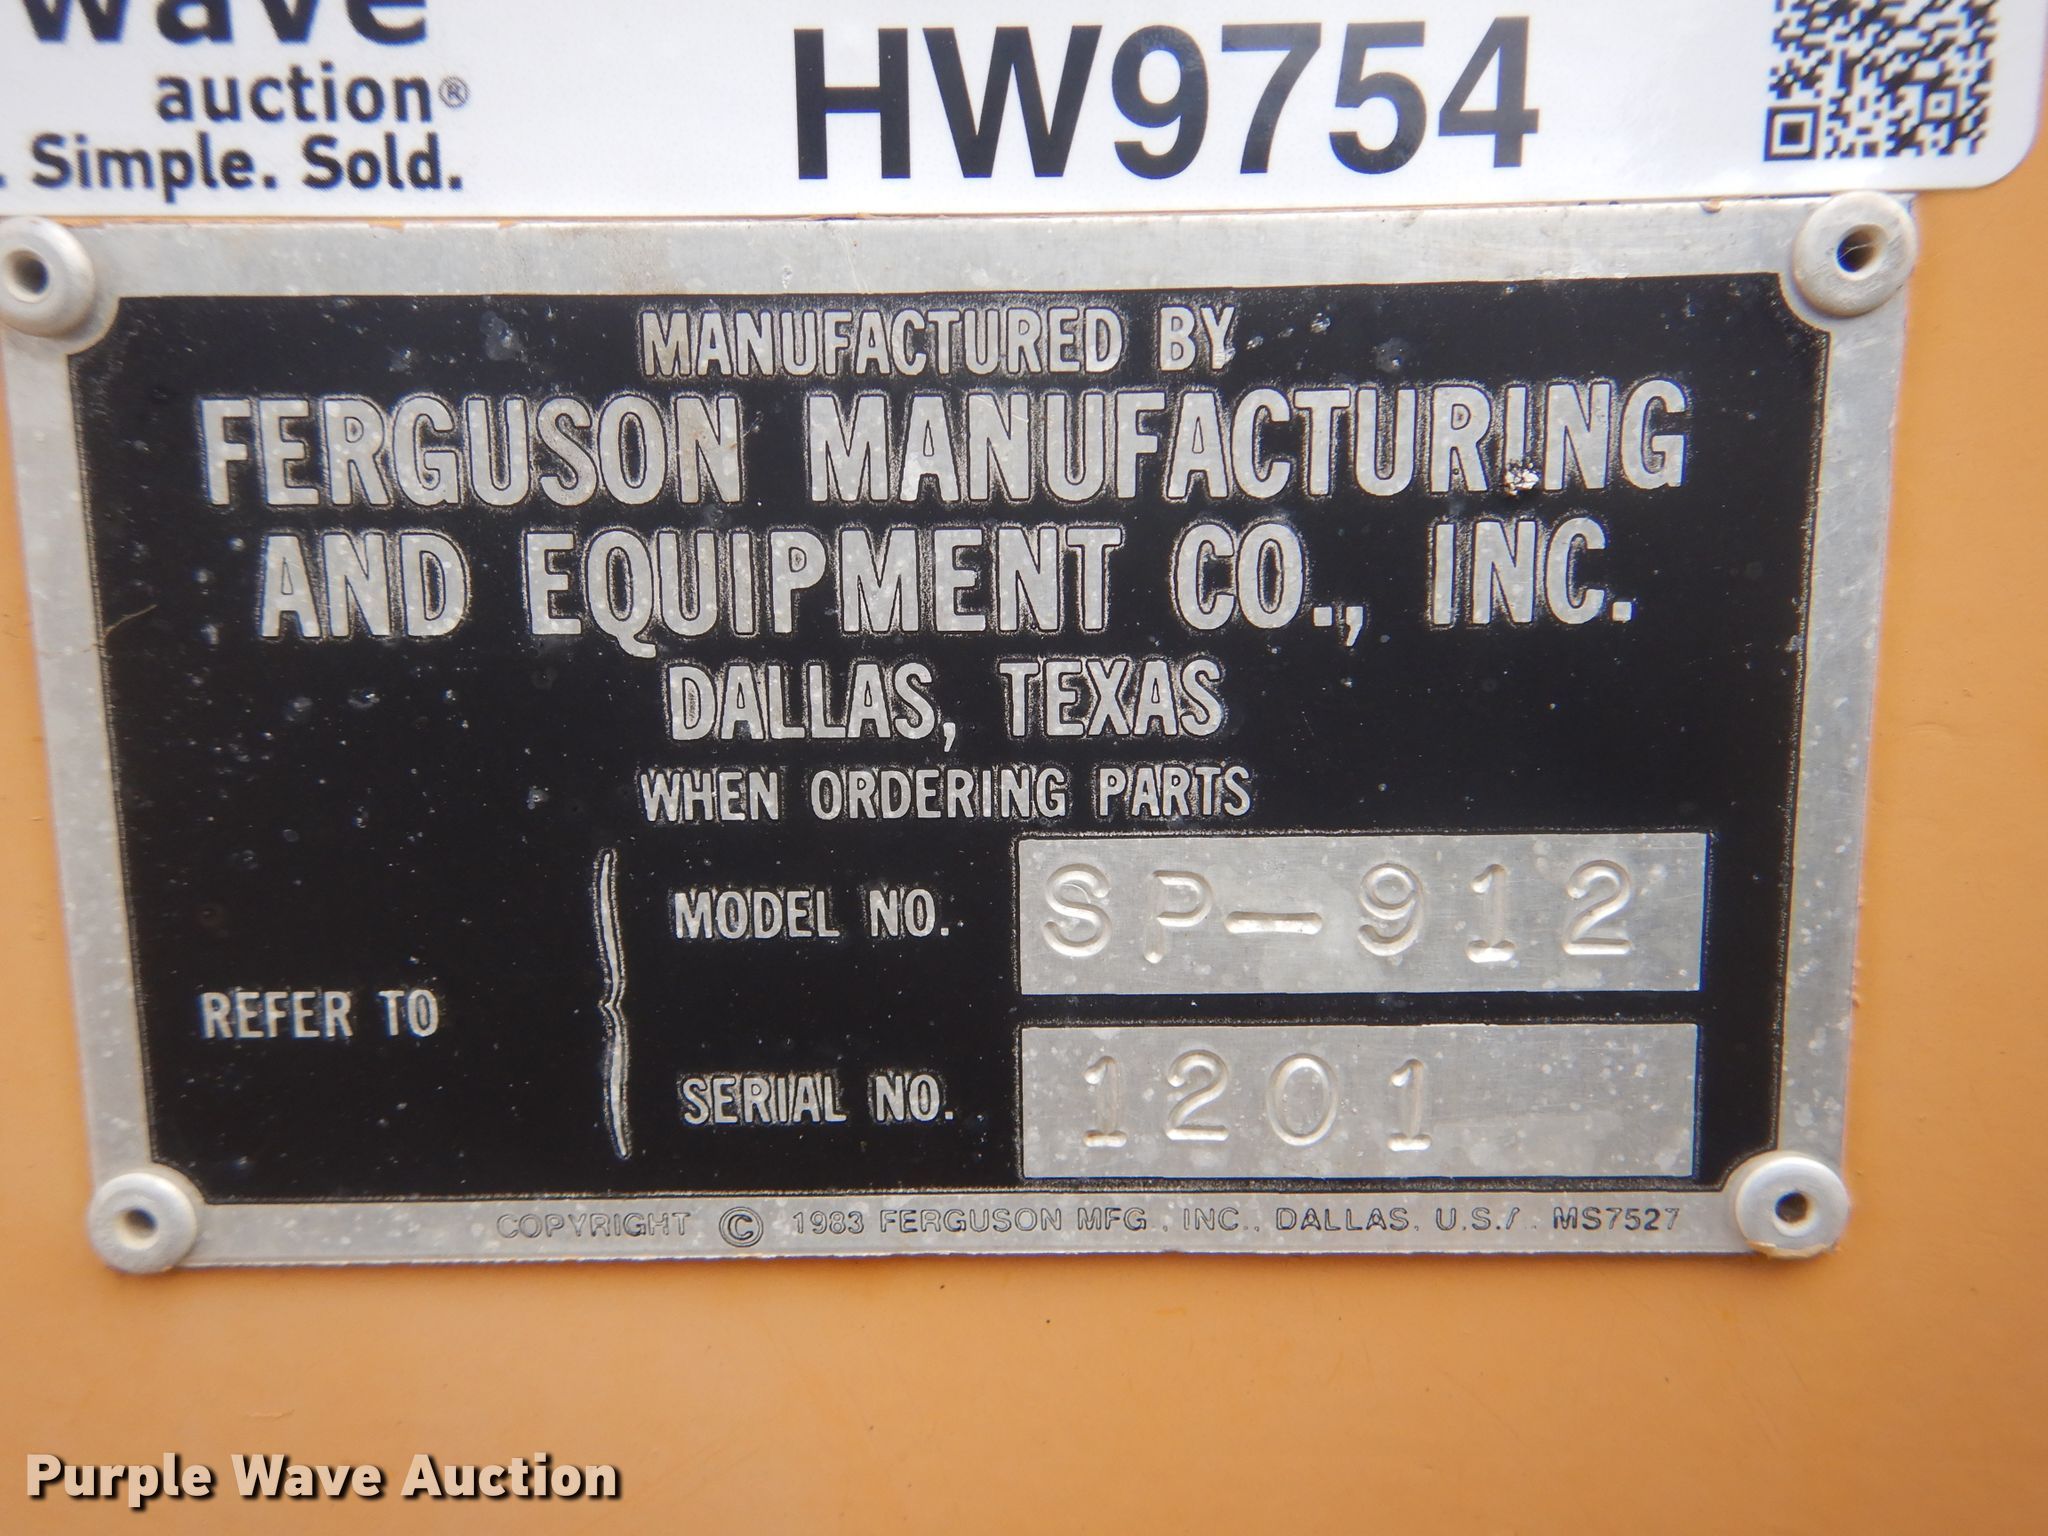 wave
HW9754
auction®
. Simple. Sold.
MANUFACTURED BY
FERGUSON MANUFACTURING
AND EQUIPMENT CO., INC.
DALLAS, TEXAS
WHEN ORDERING PARTS
REFER TO
MODEL NO. SP-912
SERIAL NO. 1201
COPYRIGHT © 1983 FERGUSON MFG., INC., DALLAS, U.S.A. MS7527
Purple Wave Auction